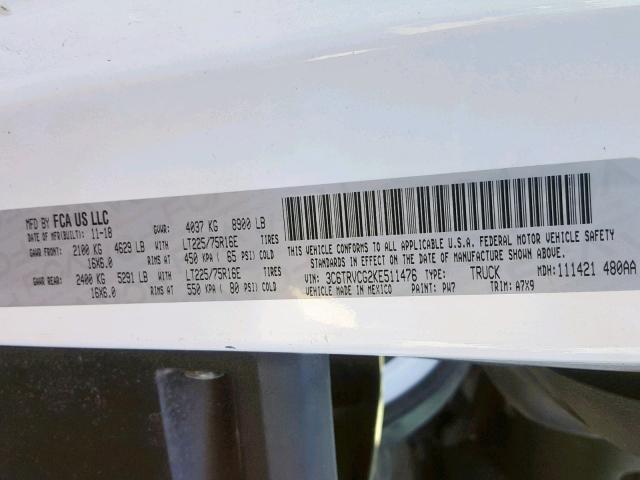 MFD BY FCA US LLC
DATE OF MFR(BUILT): 11-18 GVWR: 4037 KG 8900 LB
GAWR FRONT: 2100 KG 4629 LB WITH LT225/75R16E TIRES
16X6.0 RIMS AT 450 KPA ( 65 PSI) COLD
GAWR REAR: 2400 KG 5291 LB WITH LT225/75R16E TIRES
16X6.0 RIMS AT 550 KPA ( 80 PSI) COLD
THIS VEHICLE CONFORMS TO ALL APPLICABLE U.S.A. FEDERAL MOTOR VEHICLE SAFETY
STANDARDS IN EFFECT ON THE DATE OF MANUFACTURE SHOWN ABOVE.
VIN: 3C6TRVCG2KE511476 TYPE: TRUCK MDH: 111421 480AA
VEHICLE MADE IN MEXICO PAINT: PW7 TRIM: A7X9